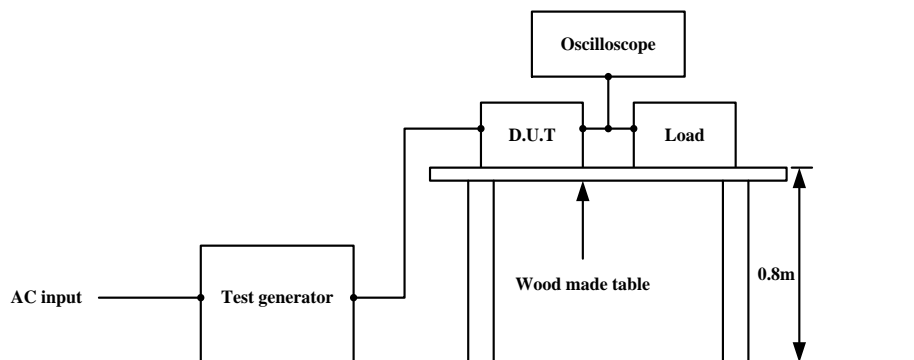 Oscilloscope
D.U.T
Load
Wood made table
0.8m
AC input
Test generator